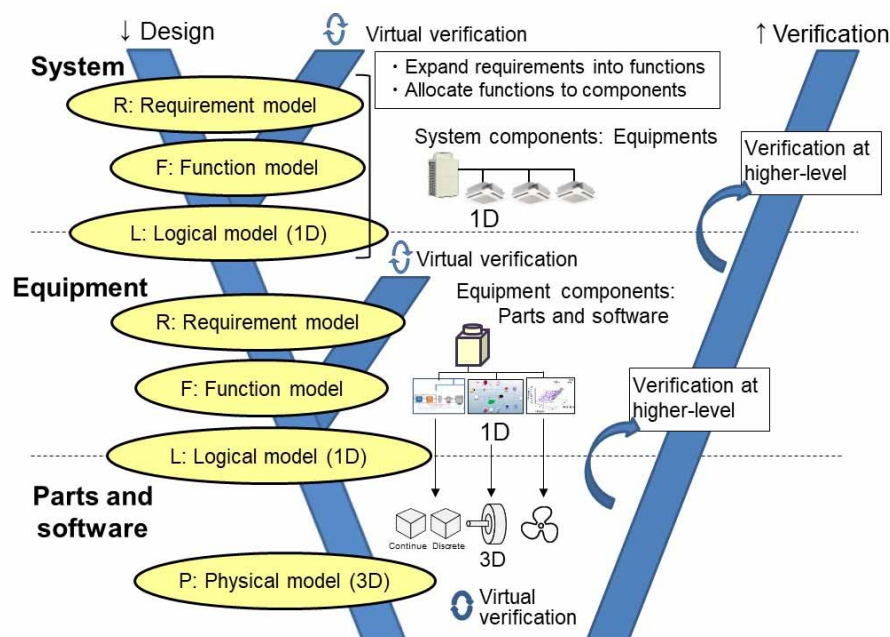 ↓ Design
Virtual verification
↑ Verification
System
・Expand requirements into functions
・Allocate functions to components
R: Requirement model
System components: Equipments
F: Function model
Verification at
higher-level
1D
L: Logical model (1D)
Virtual verification
Equipment
Equipment components:
Parts and software
R: Requirement model
F: Function model
Verification at
higher-level
1D
L: Logical model (1D)
Parts and
software
Continue
Discrete
3D
P: Physical model (3D)
Virtual
verification